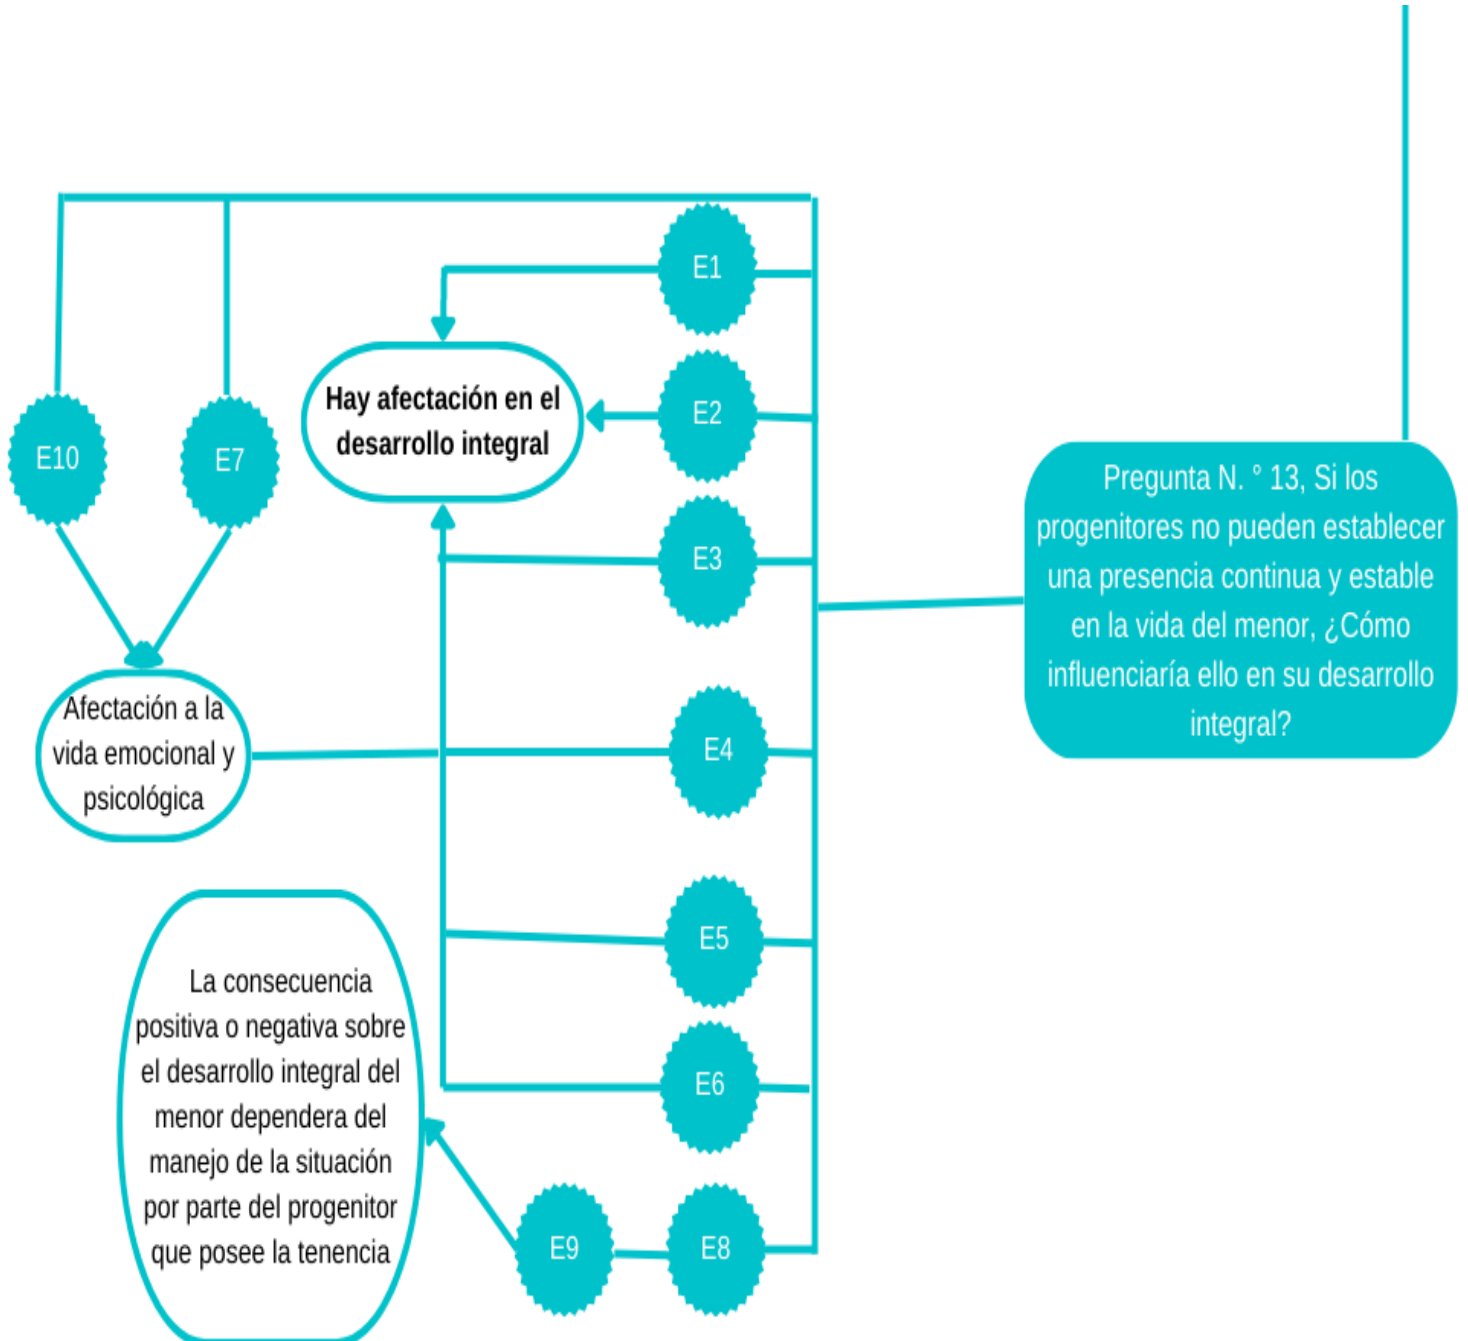 E1
Hay afectación en el
desarrollo integral
E2
E10
E7
Pregunta N. ° 13, Si los
progenitores no pueden establecer
una presencia continua y estable
en la vida del menor, ¿Cómo
influenciaría ello en su desarrollo
integral?
E3
Afectación a la
vida emocional y
psicológica
E4
E5
La consecuencia
positiva o negativa sobre
el desarrollo integral del
menor dependera del
manejo de la situación
por parte del progenitor
que posee la tenencia
E6
E9
E8